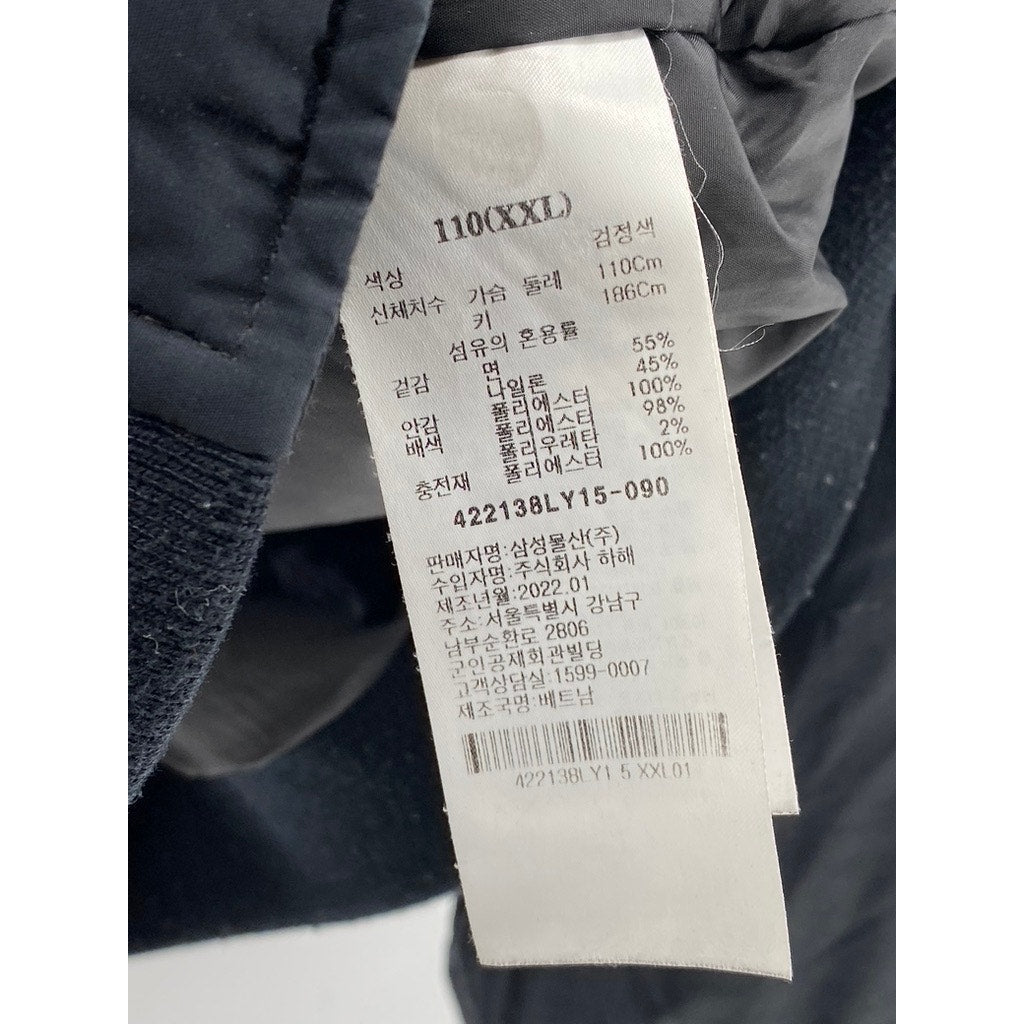 110(XXL)
색상 검정색
신체치수 가슴 둘레 110Cm
키 186Cm
섬유의 혼용률
겉감 면 55%
나일론 45%
안감 폴리에스터 100%
배색 폴리에스터 98%
폴리우레탄 2%
충전재 폴리에스터 100%
422138LY15-090
판매자명:삼성물산(주)
수입자명:주식회사 하해
제조년월:2022.01
주소:서울특별시 강남구
남부순환로 2806
군인공제회관빌딩
고객상담실:1599-0007
제조국명:베트남
422138LY1 5 XXL01